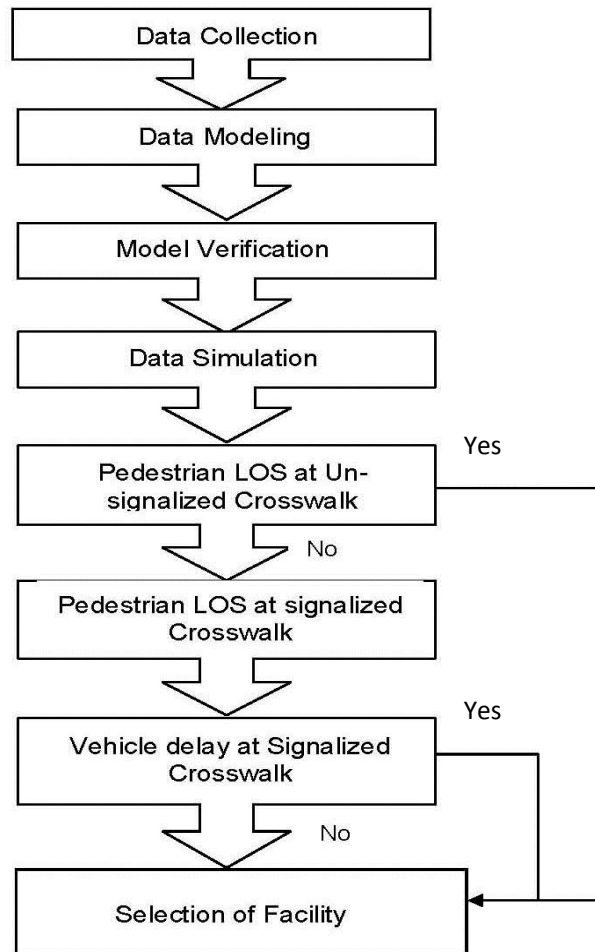 Data Collection
Data Modeling
Model Verification
Data Simulation
Yes
Pedestrian LOS at Un-
signalized Crosswalk
No
Pedestrian LOS at signalized
Crosswalk
Yes
Vehicle delay at Signalized
Crosswalk
No
Selection of Facility